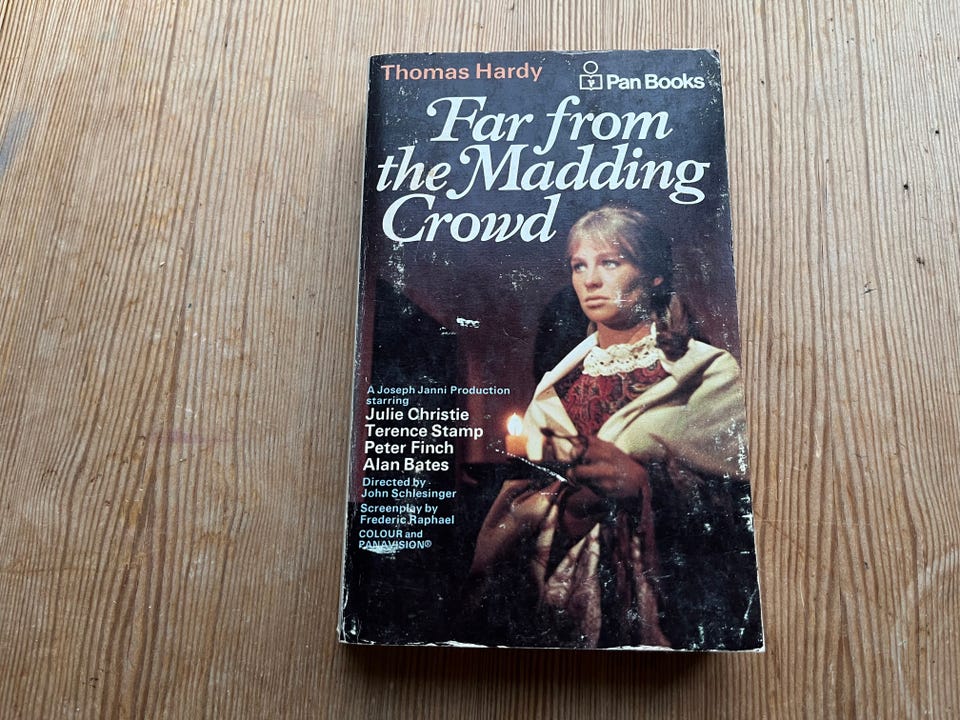 Thomas Hardy
Pan Books
Far from
the Madding
Crowd
A Joseph Janni Production
starring
Julie Christie
Terence Stamp
Peter Finch
Alan Bates
Directed by
John Schlesinger
Screenplay by
Frederic Raphael
COLOUR and
PANAVISION®